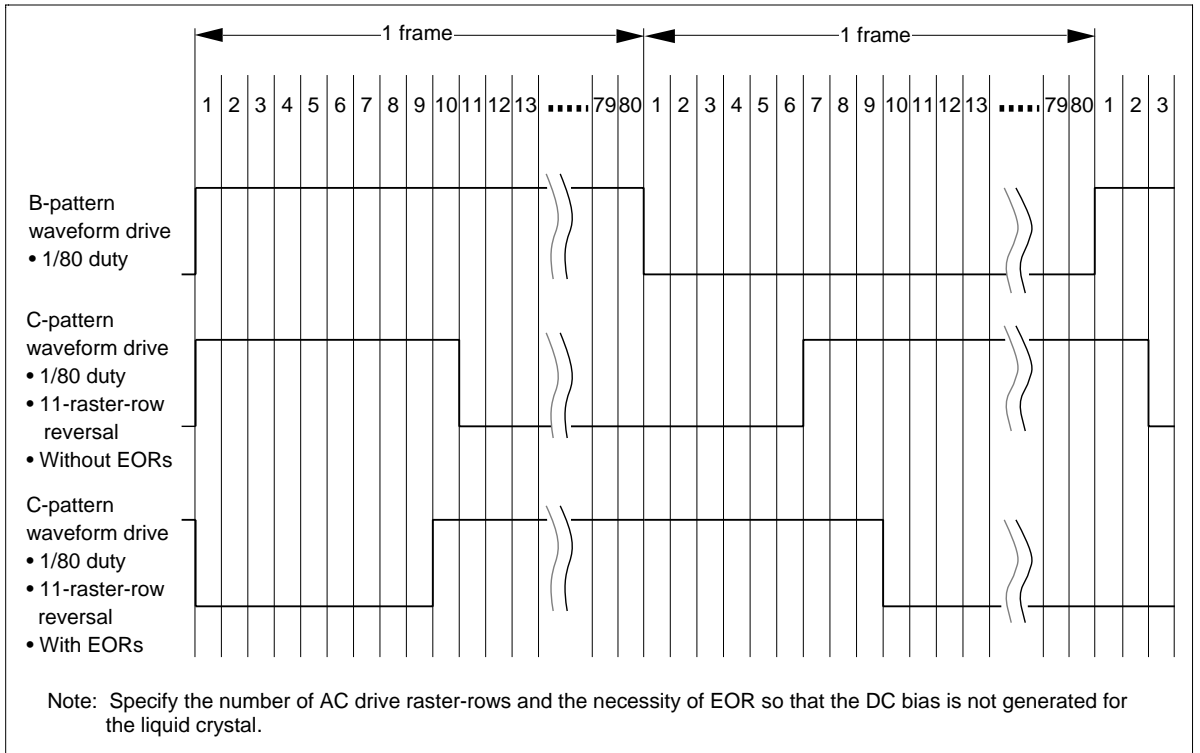 1 frame 1 frame
1 2 3 4 5 6 7 8 9 10 11 12 13 ..... 79 80 1 2 3 4 5 6 7 8 9 10 11 12 13 ..... 79 80 1 2 3
B-pattern
waveform drive
• 1/80 duty
C-pattern
waveform drive
• 1/80 duty
• 11-raster-row
reversal
• Without EORs
C-pattern
waveform drive
• 1/80 duty
• 11-raster-row
reversal
• With EORs
Note: Specify the number of AC drive raster-rows and the necessity of EOR so that the DC bias is not generated for
the liquid crystal.